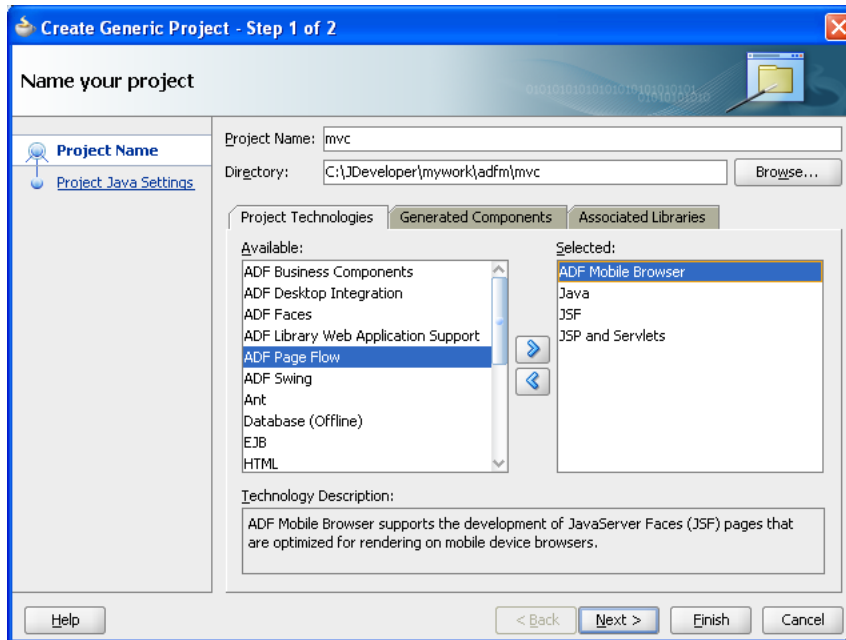 Create Generic Project - Step 1 of 2
Name your project
Project Name
Project Java Settings
Project Name: mvc
Directory: C:\JDeveloper\mywork\adfm\mvc Browse...
Project Technologies Generated Components Associated Libraries
Available:
ADF Business Components
ADF Desktop Integration
ADF Faces
ADF Library Web Application Support
ADF Page Flow
ADF Swing
Ant
Database (Offline)
EJB
HTML
Selected:
ADF Mobile Browser
Java
JSF
JSP and Servlets
Technology Description:
ADF Mobile Browser supports the development of JavaServer Faces (JSF) pages that
are optimized for rendering on mobile device browsers.
Help < Back Next > Finish Cancel